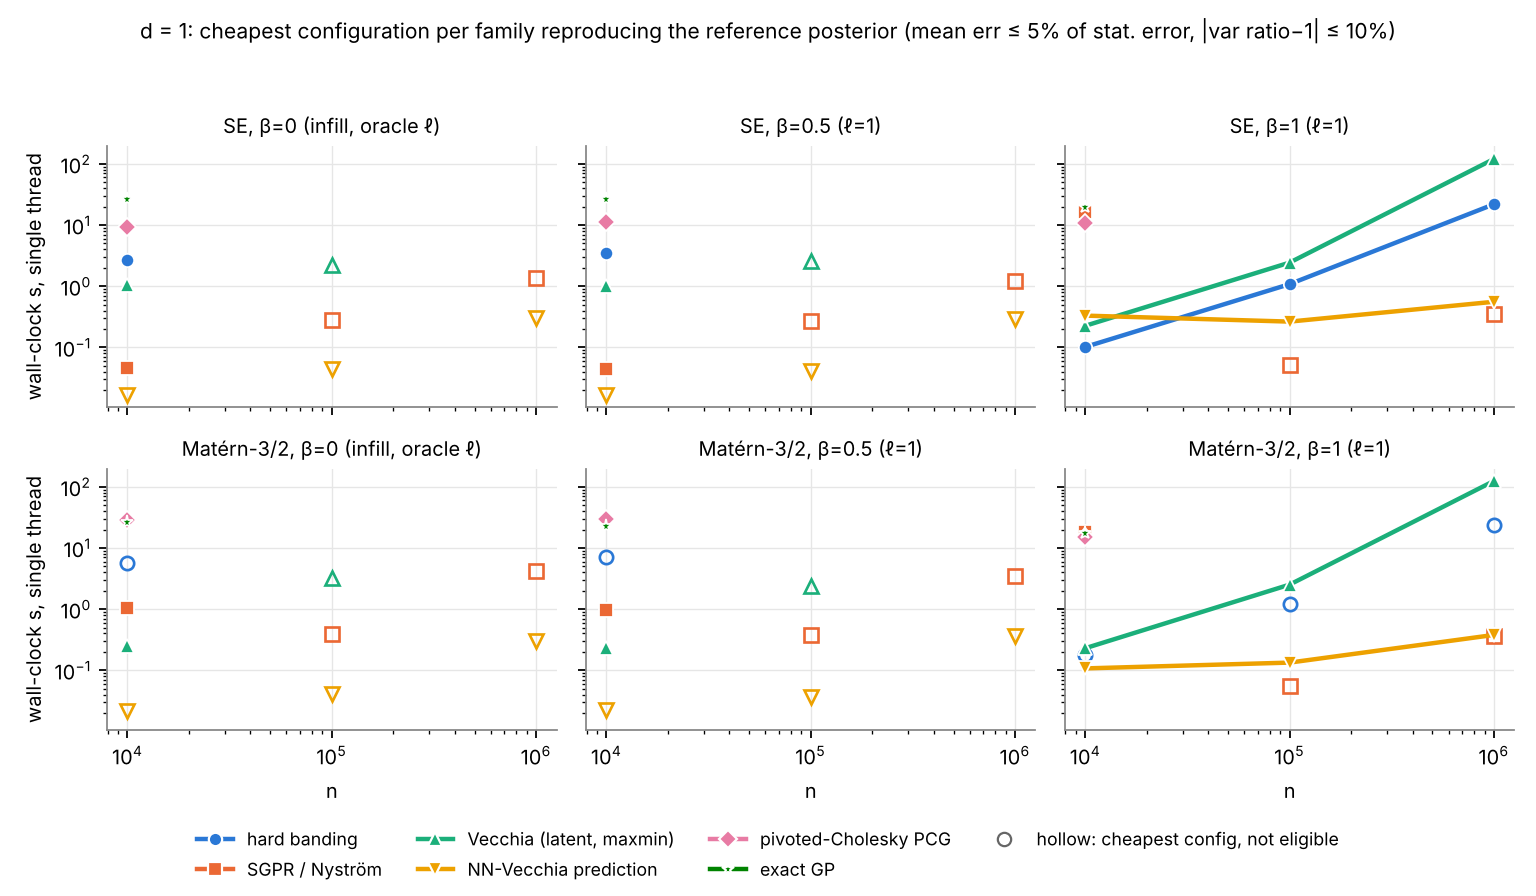 d = 1: cheapest configuration per family reproducing the reference posterior (mean err ≤ 5% of stat. error, |var ratio−1| ≤ 10%)
SE, β=0 (infill, oracle ℓ)
SE, β=0.5 (ℓ=1)
SE, β=1 (ℓ=1)
wall-clock s, single thread
10²
10¹
10⁰
10⁻¹
Matérn-3/2, β=0 (infill, oracle ℓ)
Matérn-3/2, β=0.5 (ℓ=1)
Matérn-3/2, β=1 (ℓ=1)
wall-clock s, single thread
10²
10¹
10⁰
10⁻¹
10⁴ 10⁵ 10⁶
10⁴ 10⁵ 10⁶
10⁴ 10⁵ 10⁶
n
n
n
hard banding
SGPR / Nyström
Vecchia (latent, maxmin)
NN-Vecchia prediction
pivoted-Cholesky PCG
exact GP
hollow: cheapest config, not eligible